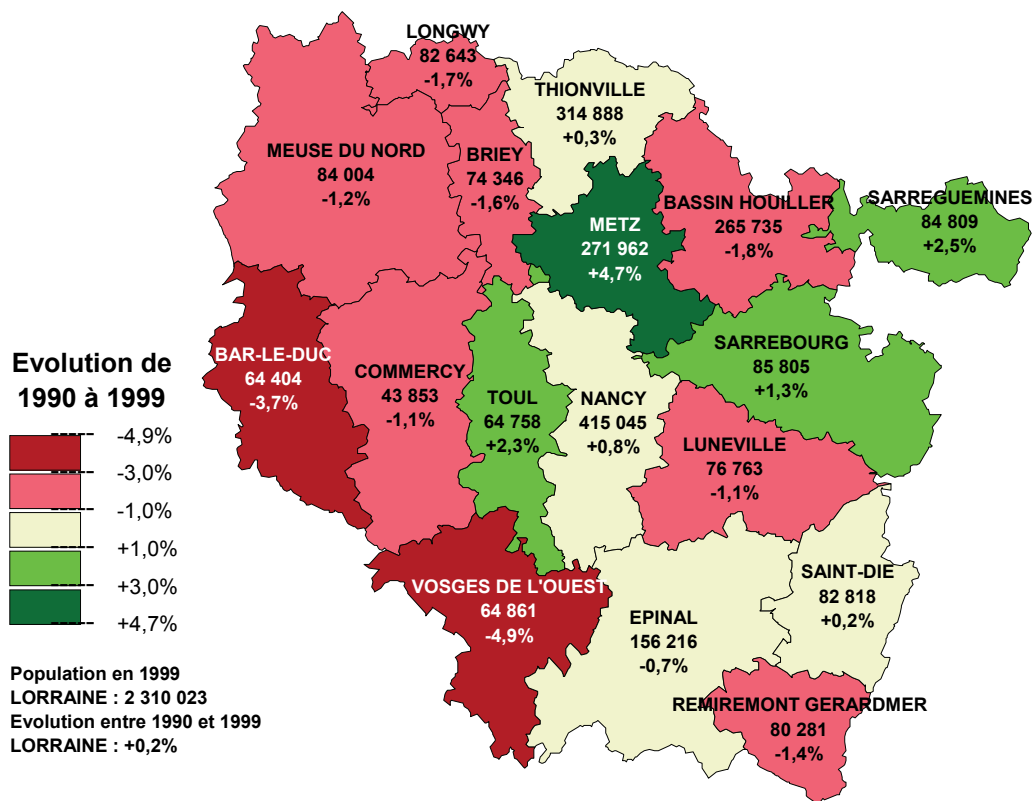 LONGWY
82 643
-1,7%
THIONVILLE
314 888
+0,3%
MEUSE DU NORD
84 004
-1,2%
BRIEY
74 346
-1,6%
METZ
271 962
+4,7%
BASSIN HOUILLER
265 735
-1,8%
SARREGUEMINES
84 809
+2,5%
BAR-LE-DUC
64 404
-3,7%
COMMERCY
43 853
-1,1%
TOUL
64 758
+2,3%
NANCY
415 045
+0,8%
SARREBOURG
85 805
+1,3%
LUNEVILLE
76 763
-1,1%
VOSGES DE L'OUEST
64 861
-4,9%
EPINAL
156 216
-0,7%
SAINT-DIE
82 818
+0,2%
REMIREMONT GERARDMER
80 281
-1,4%
Evolution de
1990 à 1999
-4,9%
-3,0%
-1,0%
+1,0%
+3,0%
+4,7%
Population en 1999
LORRAINE : 2 310 023
Evolution entre 1990 et 1999
LORRAINE : +0,2%